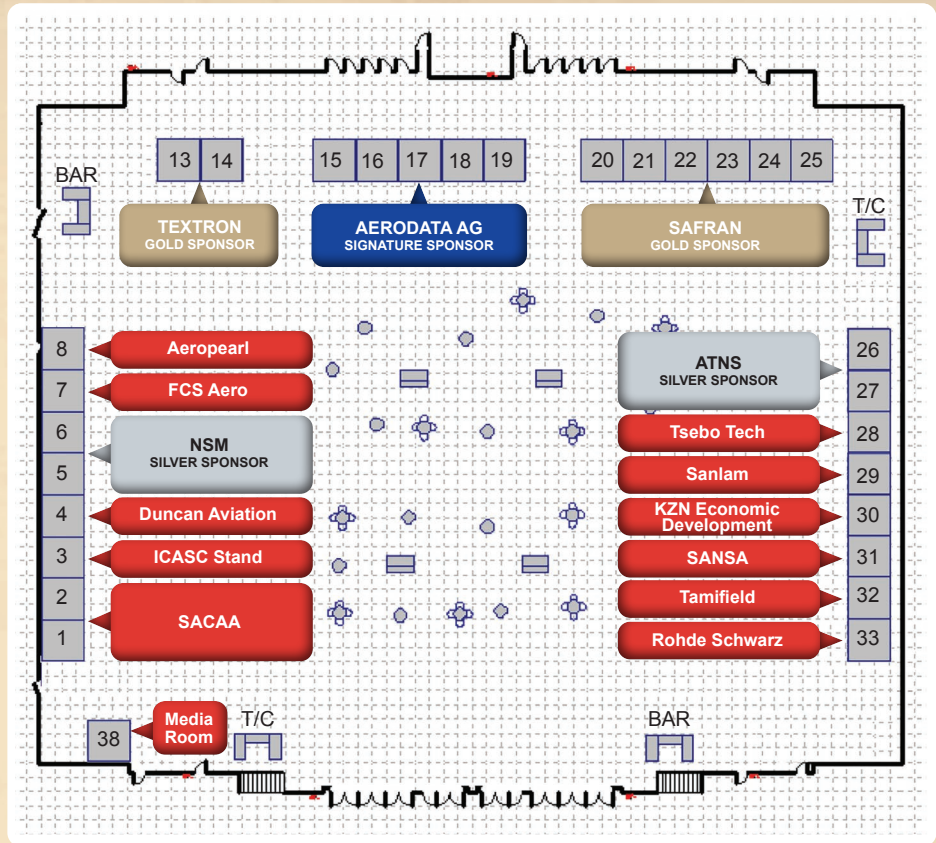 13 14 15 16 17 18 19 20 21 22 23 24 25
BAR
T/C
TEXTRON
GOLD SPONSOR
AERODATA AG
SIGNATURE SPONSOR
SAFRAN
GOLD SPONSOR
8
Aeropearl
7
FCS Aero
6
5
NSM
SILVER SPONSOR
4
Duncan Aviation
3
ICASC Stand
2
1
SACAA
ATNS
SILVER SPONSOR
26
27
Tsebo Tech
28
Sanlam
29
KZN Economic
Development
30
SANSA
31
Tamifield
32
Rohde Schwarz
33
38
Media
Room
T/C
BAR